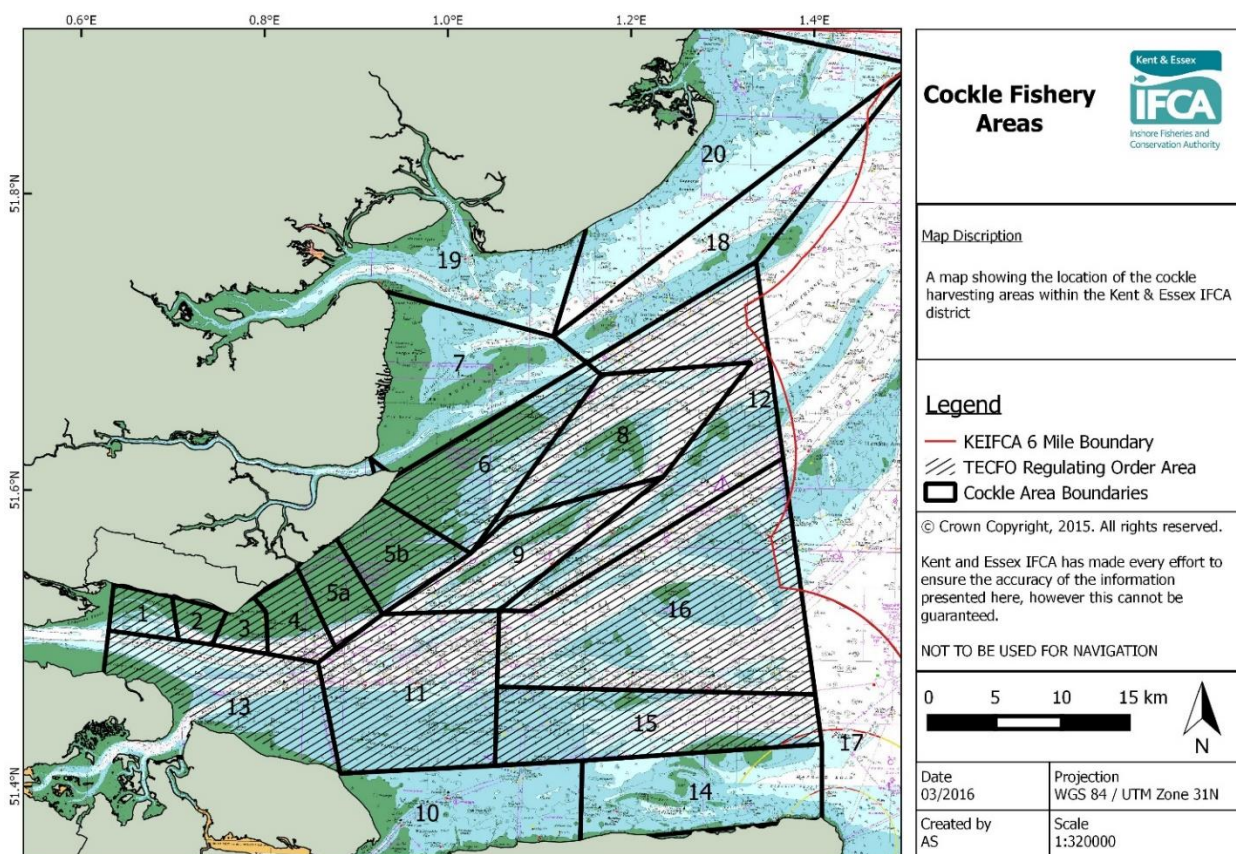 0.6°E
0.8°E
1.0°E
1.2°E
1.4°E
51.8°N
51.6°N
51.4°N
20
18
19
7
12
8
6
5b
9
5a
16
1
2
3
4
11
13
15
17
14
10
Cockle Fishery
Areas
Kent & Essex
IFCA
Inshore Fisheries and
Conservation Authority
Map Discription
A map showing the location of the cockle
harvesting areas within the Kent & Essex IFCA
district
Legend
KEIFCA 6 Mile Boundary
TECFO Regulating Order Area
Cockle Area Boundaries
© Crown Copyright, 2015. All rights reserved.
Kent and Essex IFCA has made every effort to
ensure the accuracy of the information
presented here, however this cannot be
guaranteed.
NOT TO BE USED FOR NAVIGATION
0 5 10 15 km
N
Date
03/2016
Projection
WGS 84 / UTM Zone 31N
Created by
AS
Scale
1:320000